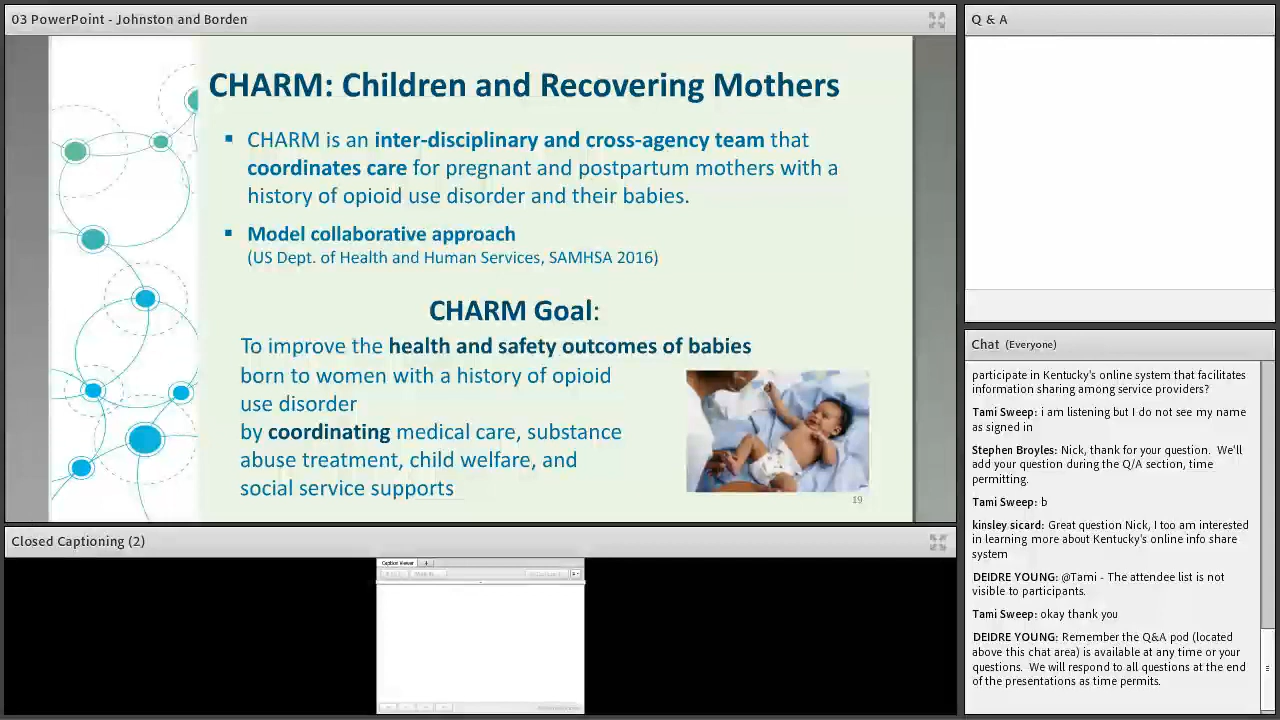 03 PowerPoint - Johnston and Borden
CHARM: Children and Recovering Mothers
▪ CHARM is an inter-disciplinary and cross-agency team that
coordinates care for pregnant and postpartum mothers with a
history of opioid use disorder and their babies.
▪ Model collaborative approach
(US Dept. of Health and Human Services, SAMHSA 2016)
CHARM Goal:
To improve the health and safety outcomes of babies
born to women with a history of opioid
use disorder
by coordinating medical care, substance
abuse treatment, child welfare, and
social service supports
19
Closed Captioning (2)
Caption Viewer
Q & A
Chat (Everyone)
participate in Kentucky's online system that facilitates
information sharing among service providers?
Tami Sweep: i am listening but I do not see my name
as signed in
Stephen Broyles: Nick, thank for your question. We'll
add your question during the Q/A section, time
permitting.
Tami Sweep: b
kinsley sicard: Great question Nick, I too am interested
in learning more about Kentucky's online info share
system
DEIDRE YOUNG: @Tami - The attendee list is not
visible to participants.
Tami Sweep: okay thank you
DEIDRE YOUNG: Remember the Q&A pod (located
above this chat area) is available at any time or your
questions. We will respond to all questions at the end
of the presentations as time permits.